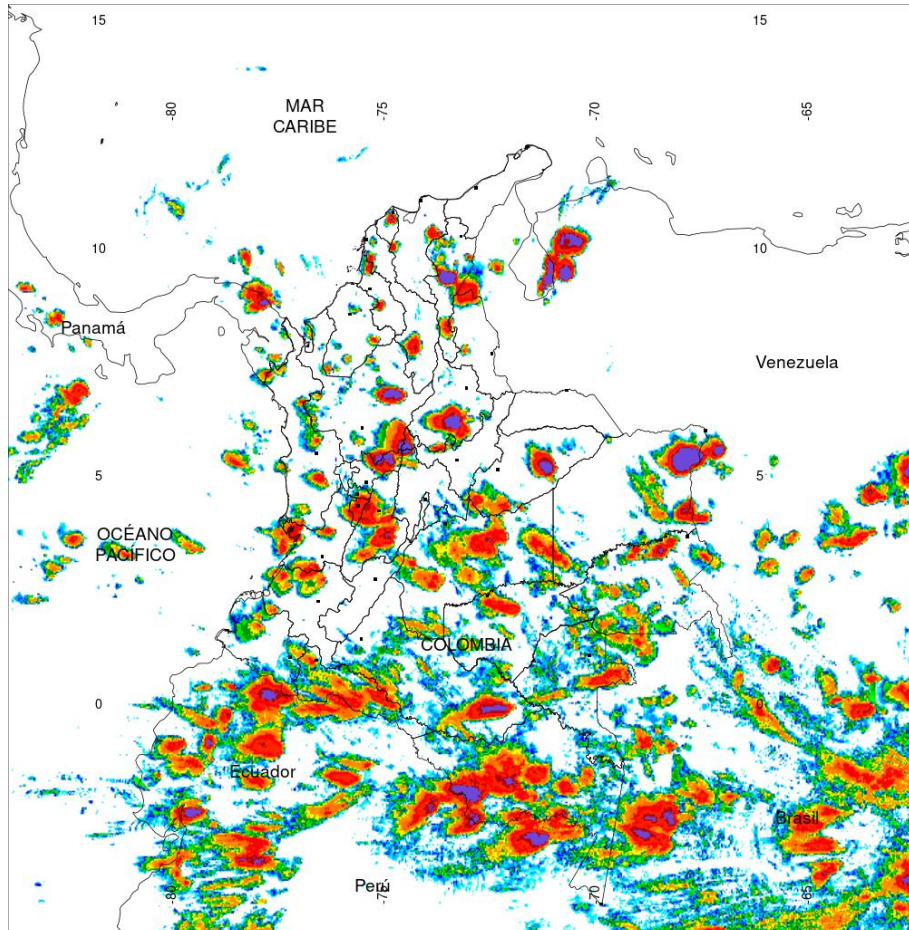 15
15
-80
-75
-70
-65
MAR
CARIBE
10
10
Panamá
Venezuela
5
5
OCÉANO
PACÍFICO
COLOMBIA
0
0
Ecuador
Brasil
Perú
-80
-75
-70
-65